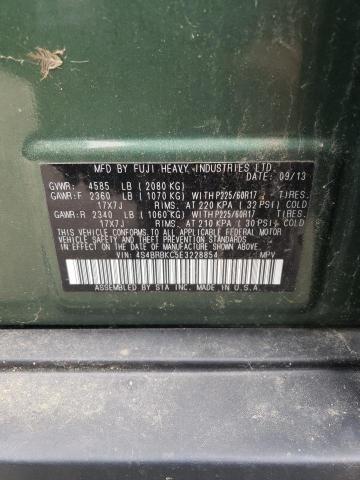 MFD BY FUJI HEAVY INDUSTRIES LTD.
DATE: 09/13
GVWR: 4585 LB (2080 KG)
GAWR:F 2360 LB (1070 KG) WITH P225/60R17 TIRES.
17X7J RIMS. AT 220 KPA (32 PSI) COLD
GAWR:R 2340 LB (1060 KG) WITH P225/60R17 TIRES.
17X7J RIMS. AT 210 KPA (30 PSI) COLD
THIS VEHICLE CONFORMS TO ALL APPLICABLE
FEDERAL MOTOR VEHICLE SAFETY, BUMPER, AND
THEFT PREVENTION STANDARDS IN EFFECT
ON THE DATE OF MANUFACTURE SHOWN ABOVE.
VIN: 4S4BRBKC5E3228854 MPV
ASSEMBLED BY SIA INC. MADE IN U.S.A.